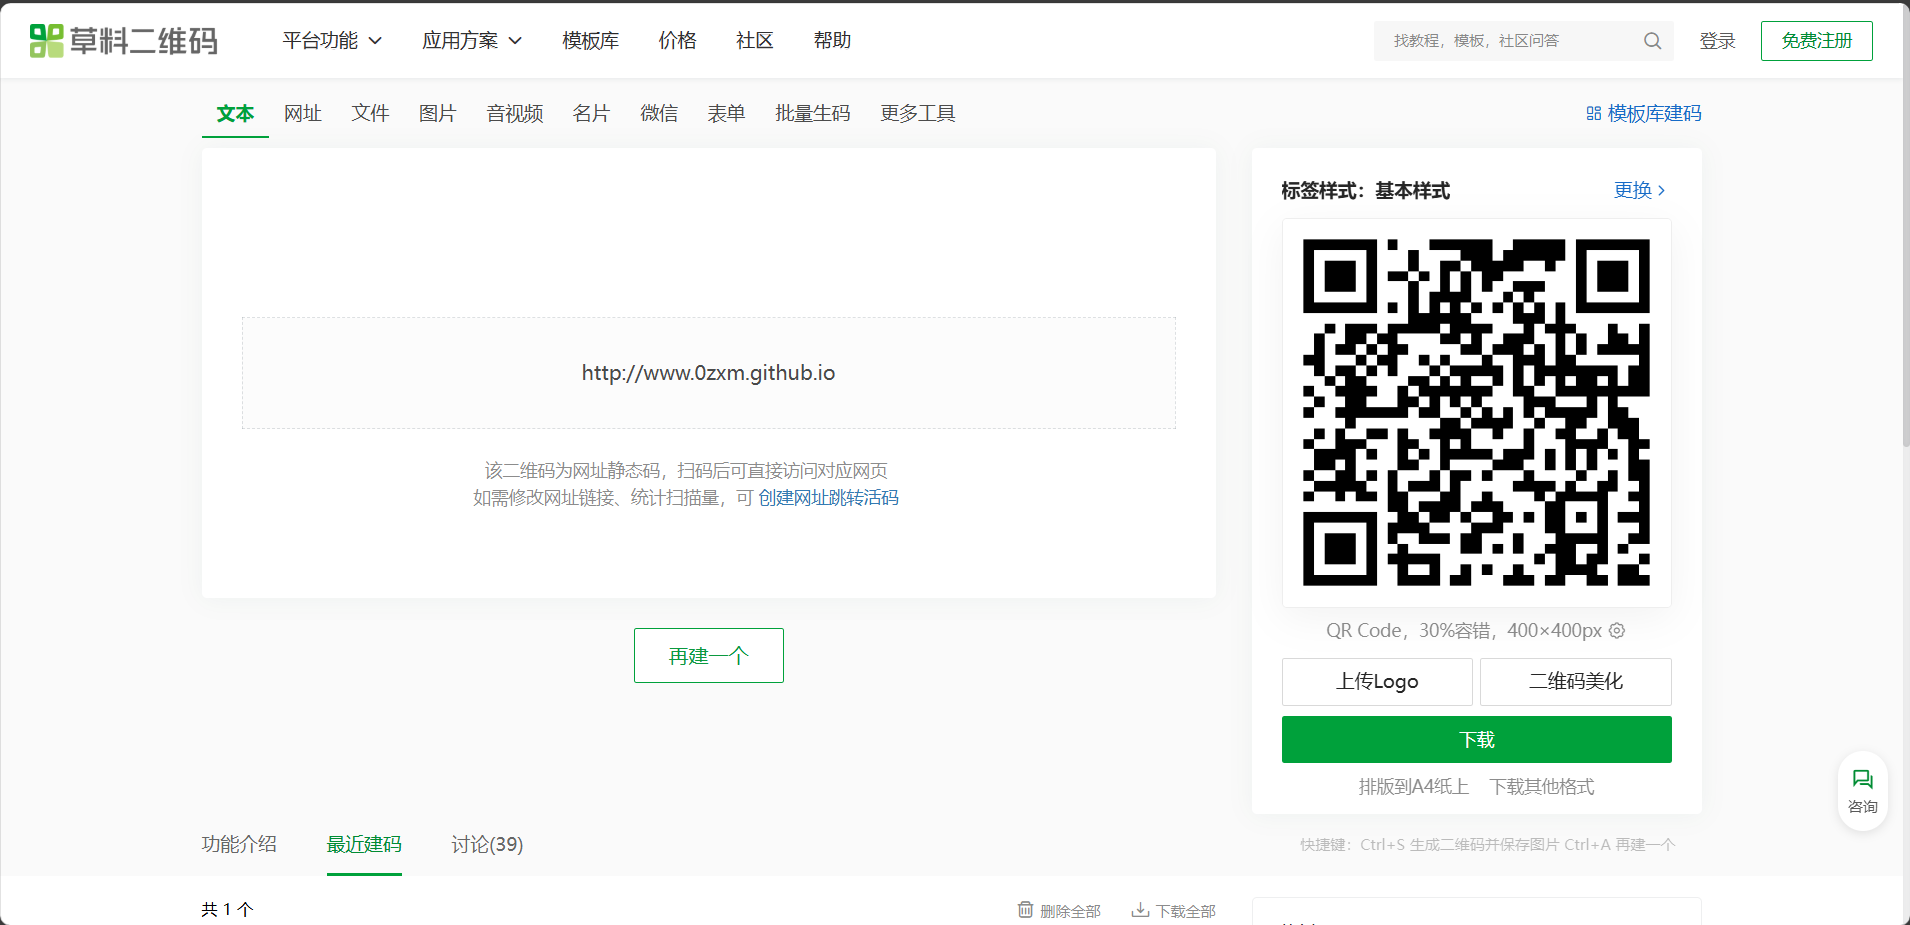 草料二维码
平台功能 应用方案 模板库 价格 社区 帮助
找教程，模板，社区问答
登录
免费注册
文本 网址 文件 图片 音视频 名片 微信 表单 批量生码 更多工具
模板库建码
http://www.0zxm.github.io
该二维码为网址静态码，扫码后可直接访问对应网页
如需修改网址链接、统计扫描量，可 创建网址跳转活码
再建一个
标签样式：基本样式
更换
QR Code，30%容错，400×400px
上传Logo
二维码美化
下载
排版到A4纸上 下载其他格式
快捷键：Ctrl+S 生成二维码并保存图片 Ctrl+A 再建一个
咨询
功能介绍 最近建码 讨论(39)
共 1 个
删除全部 下载全部